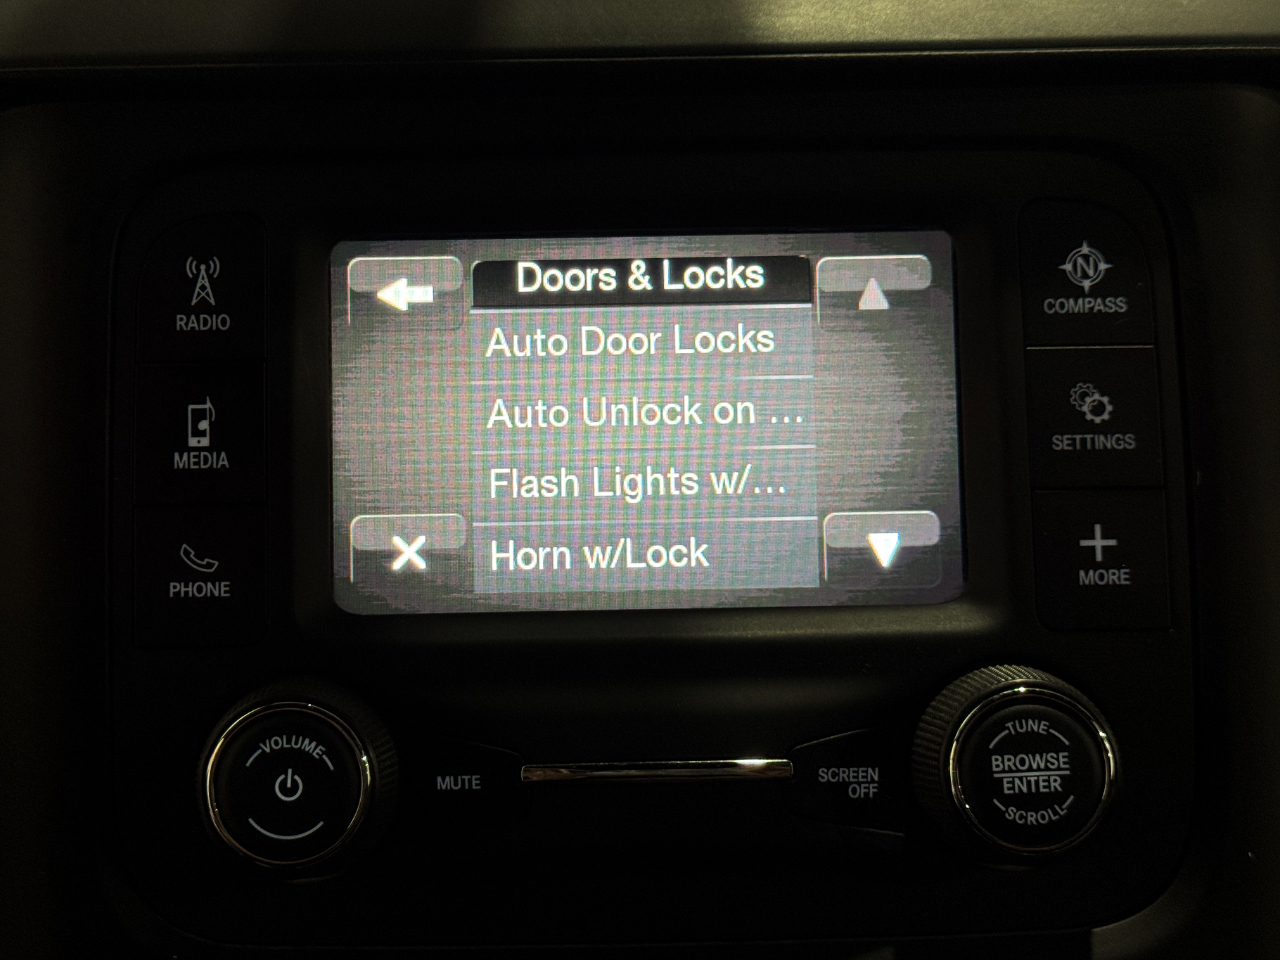 Doors & Locks
Auto Door Locks
Auto Unlock on ...
Flash Lights w/...
Horn w/Lock
RADIO
MEDIA
PHONE
N
COMPASS
SETTINGS
MORE
VOLUME
MUTE
SCREEN
OFF
TUNE
BROWSE
ENTER
SCROLL